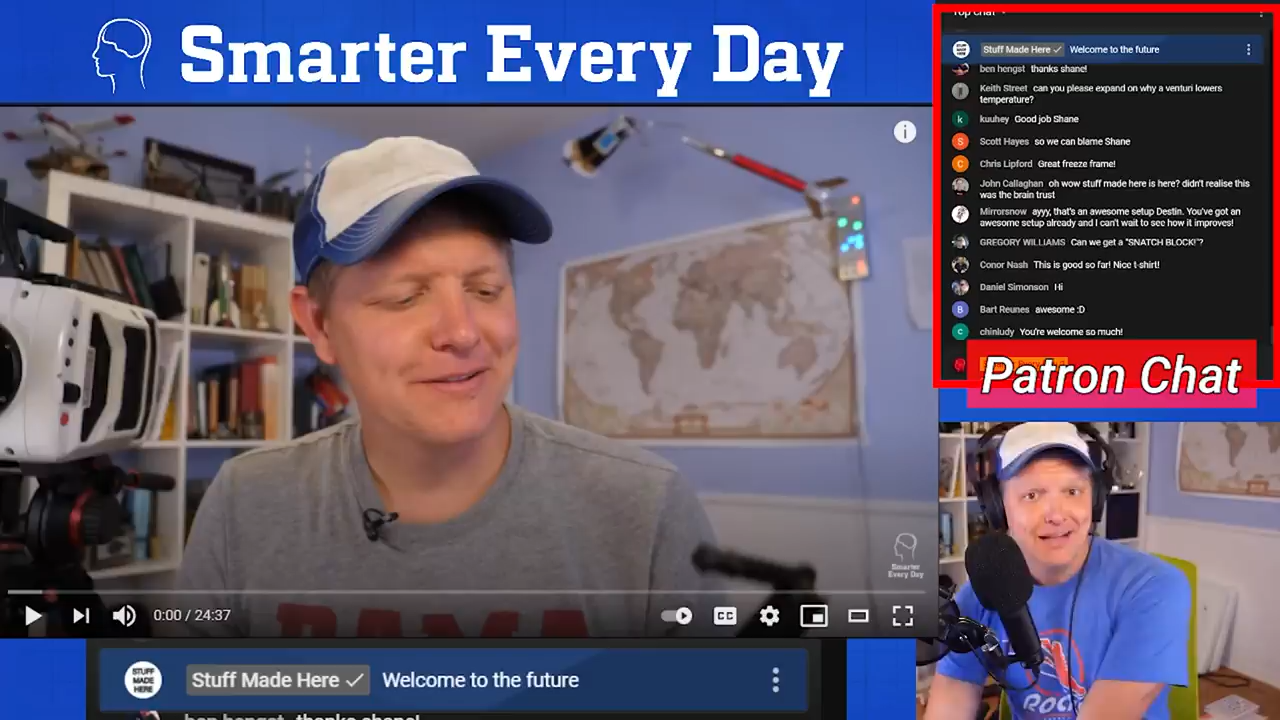 Smarter Every Day
Top chat
Stuff Made Here Welcome to the future
ben hengst thanks shane!
Keith Street can you please expand on why a venturi lowers
temperature?
kuuhey Good job Shane
Scott Hayes so we can blame Shane
Chris Lipford Great freeze frame!
John Callaghan oh wow stuff made here is here? didn't realise this
was the brain trust
Mirrorsnow ayyy, that's an awesome setup Destin. You've got an
awesome setup already and I can't wait to see how it improves!
GREGORY WILLIAMS Can we get a "SNATCH BLOCK!"?
Conor Nash This is good so far! Nice t-shirt!
Daniel Simonson Hi
Bart Reunes awesome :D
chinludy You're welcome so much!
Patron Chat
Smarter
Every Day
BAMA
0:00 / 24:37
CC
STUFF
MADE
HERE
Stuff Made Here Welcome to the future
ben hengst thanks shane!